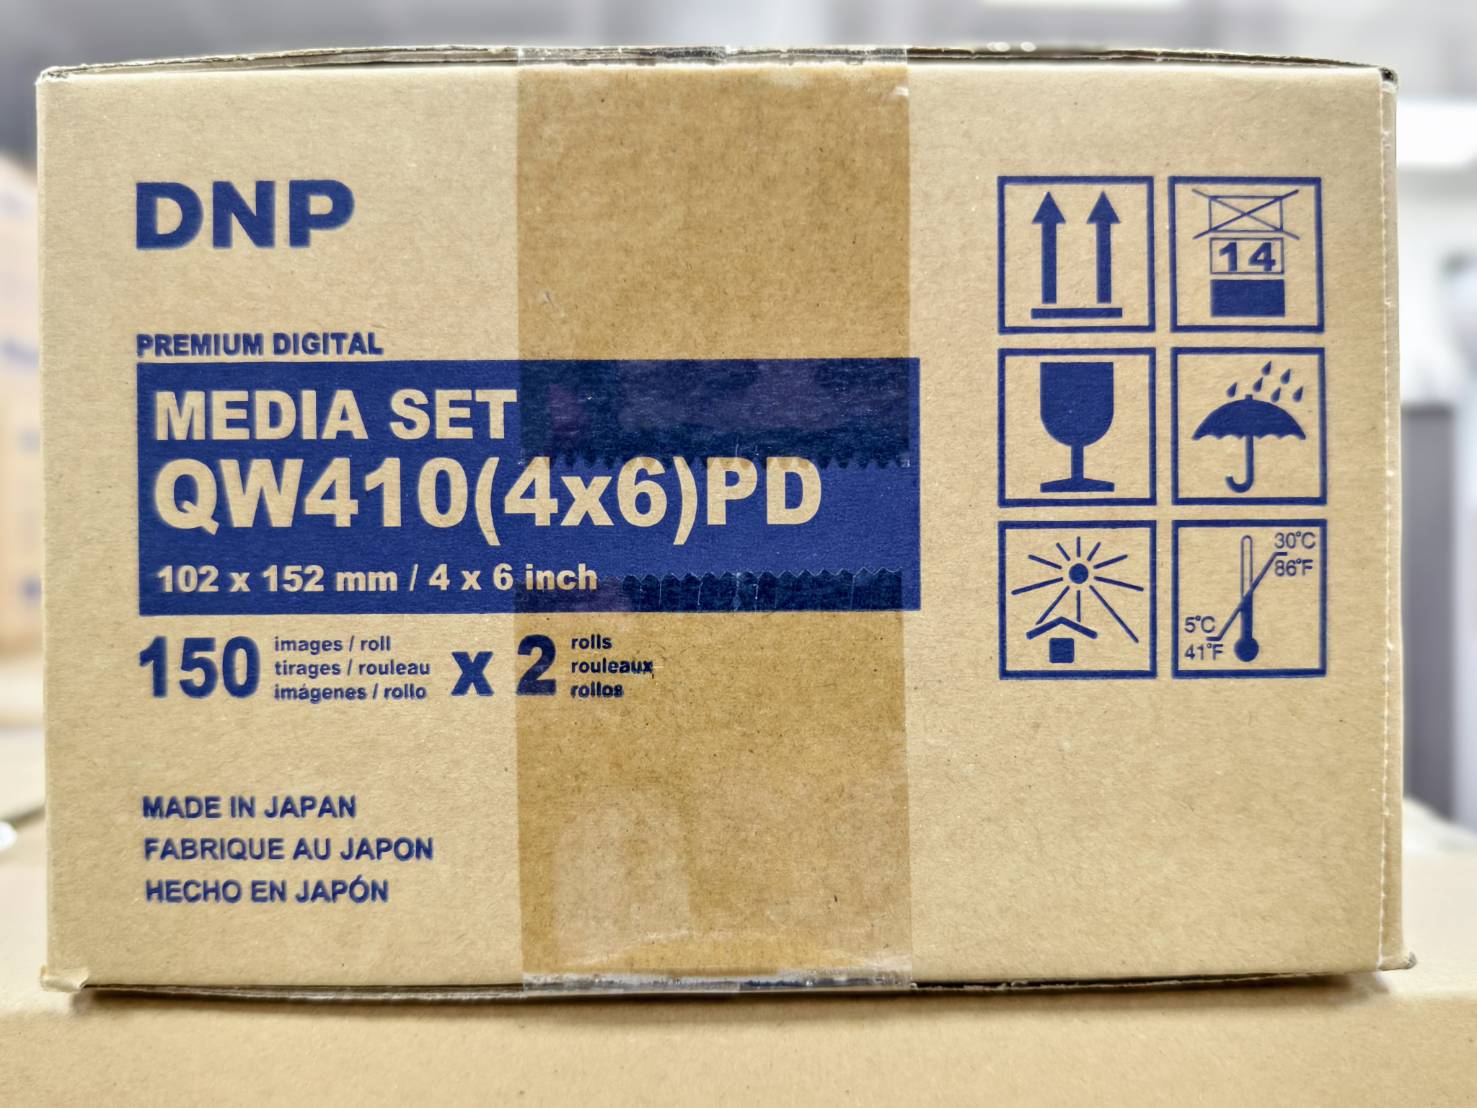 DNP
PREMIUM DIGITAL
MEDIA SET
QW410(4x6)PD
102 x 152 mm / 4 x 6 inch
150 images / roll x 2 rolls
tirages / rouleau rouleaux
imágenes / rollo rollos
MADE IN JAPAN
FABRIQUE AU JAPON
HECHO EN JAPÓN
14
30°C
86°F
5°C
41°F